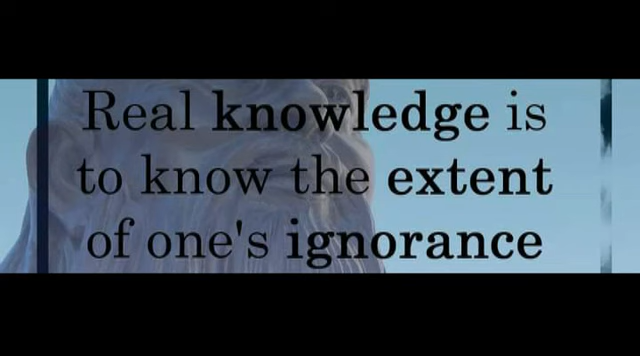 Real knowledge is
to know the extent
of one's ignorance